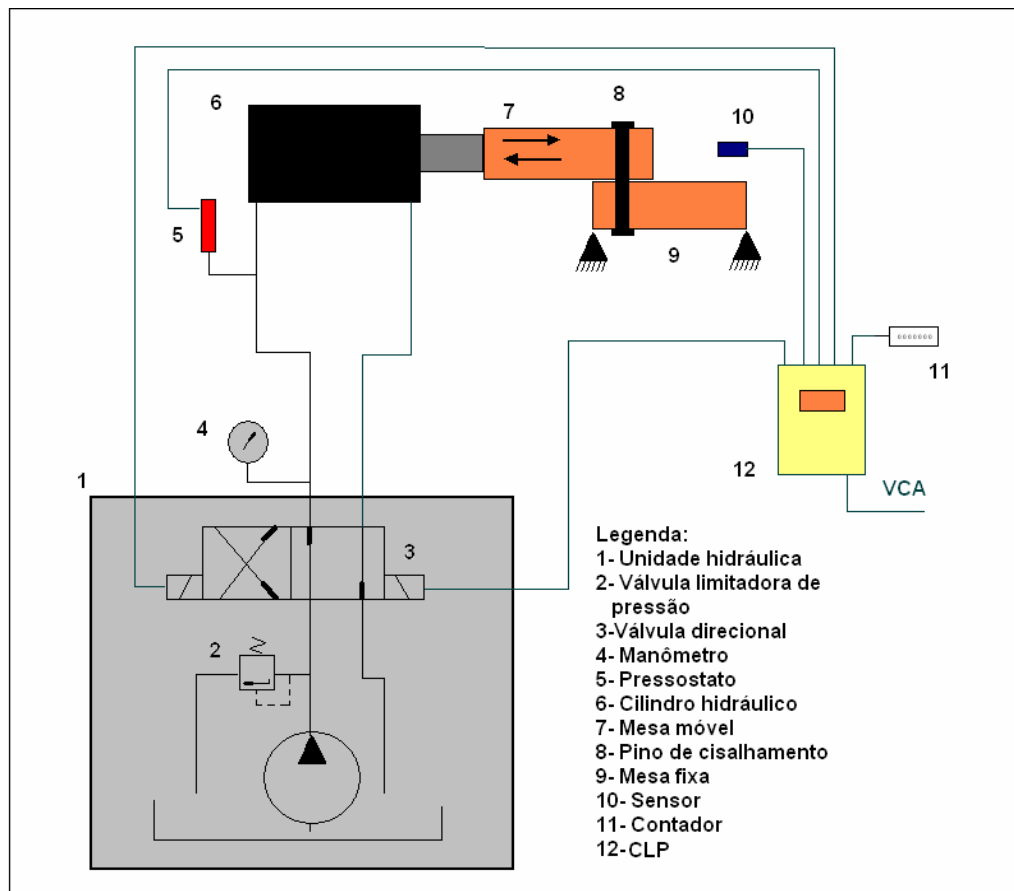 6
7
8
10
5
9
4
11
12
1
VCA
3
2
Legenda:
1- Unidade hidráulica
2- Válvula limitadora de
pressão
3-Válvula direcional
4- Manômetro
5- Pressostato
6- Cilindro hidráulico
7- Mesa móvel
8- Pino de cisalhamento
9- Mesa fixa
10- Sensor
11- Contador
12-CLP